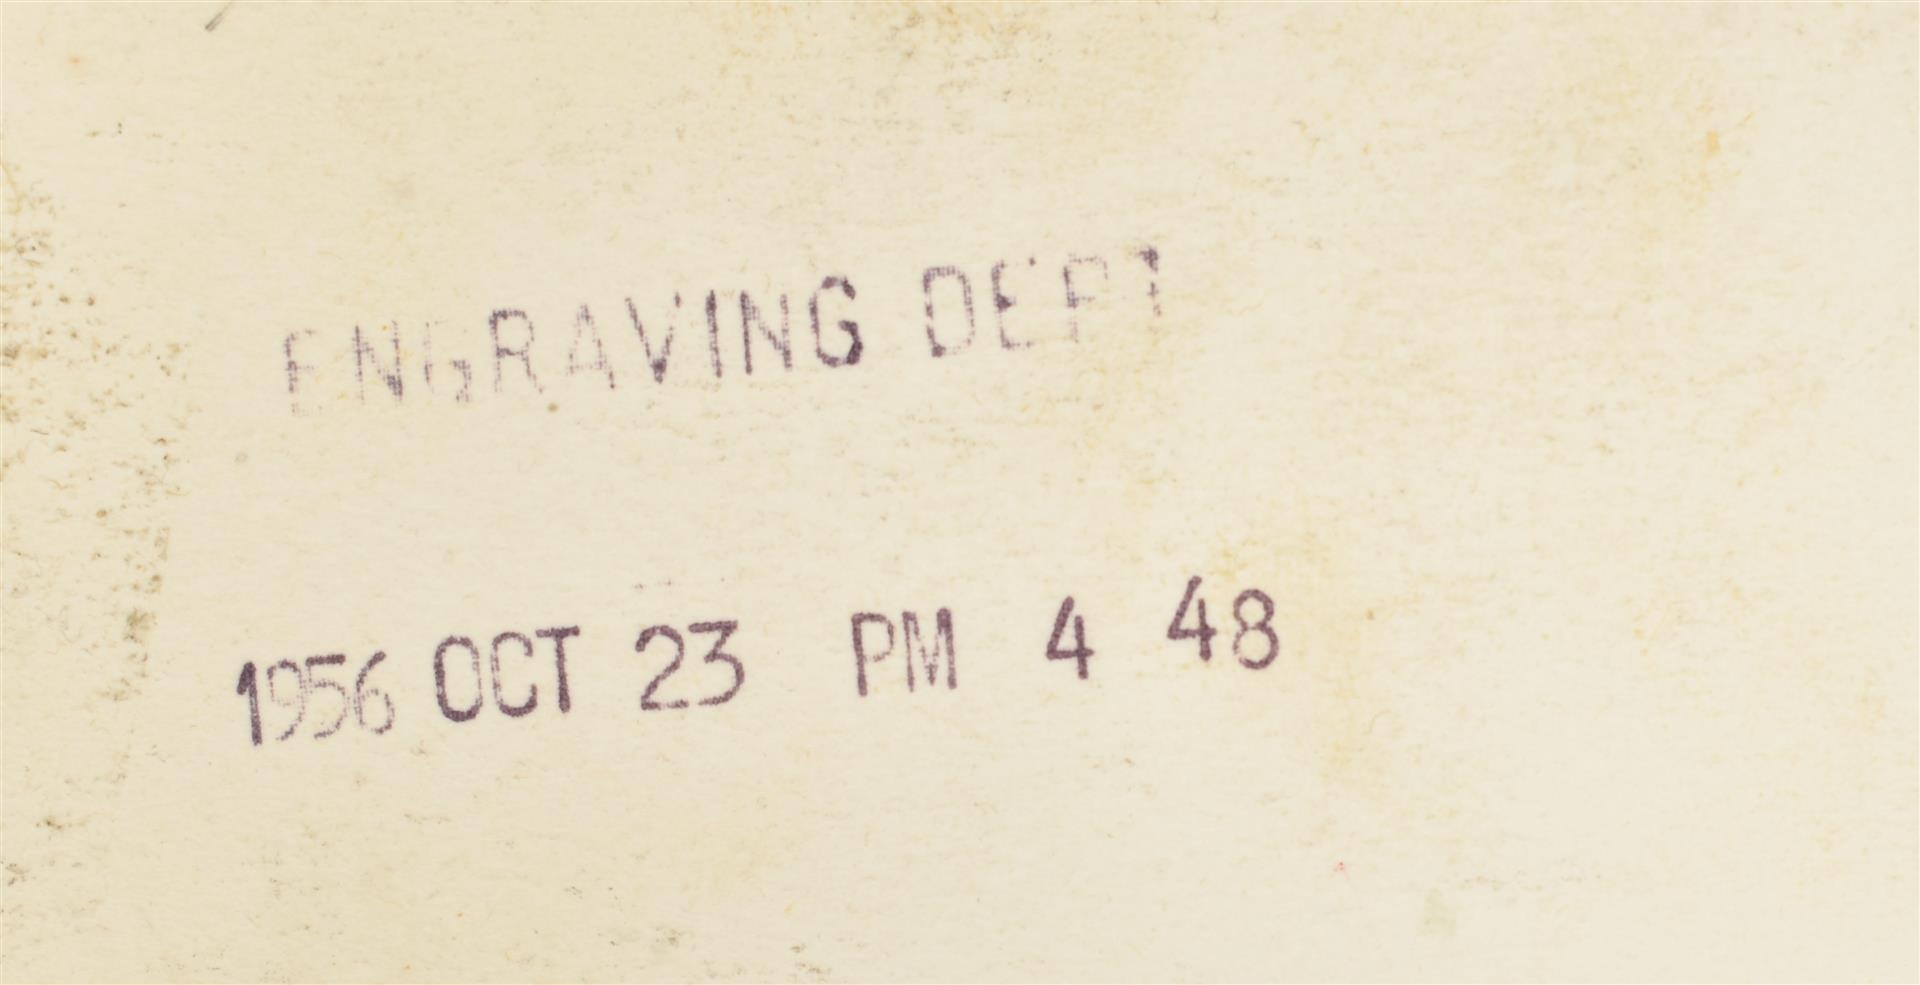 ENGRAVING DEPT
1956 OCT 23 PM 4 48